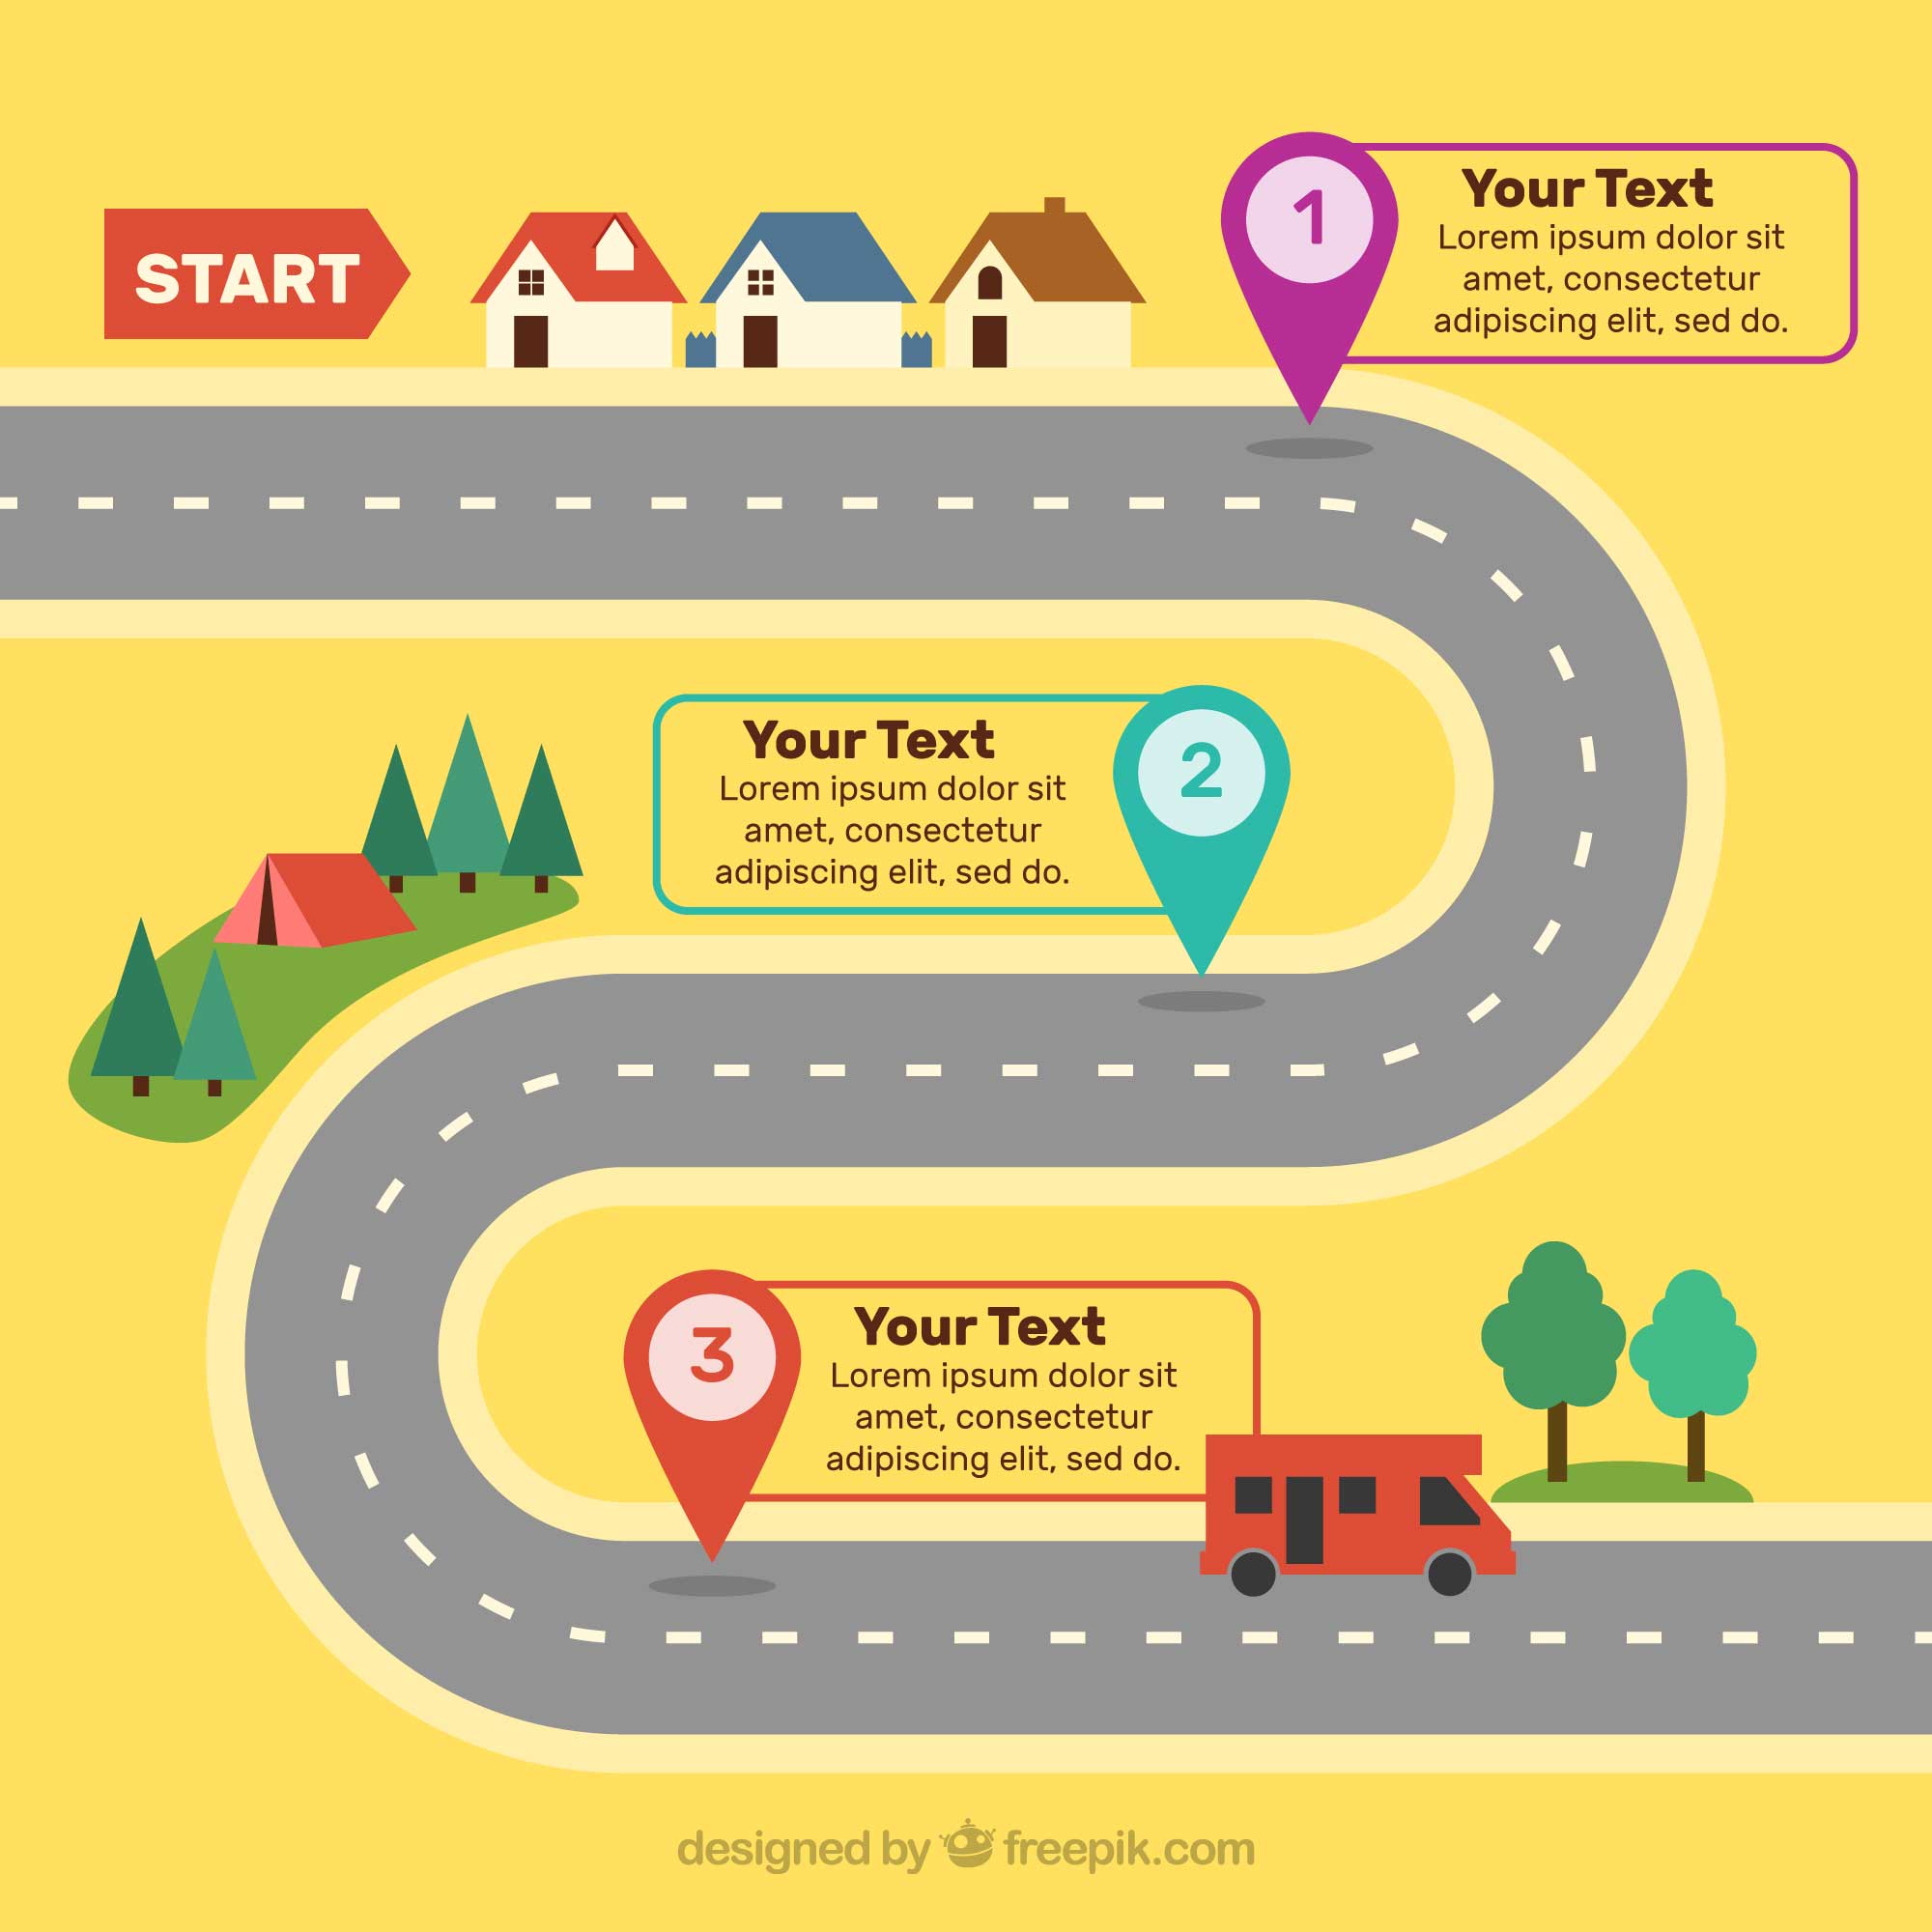 START
1
Your Text
Lorem ipsum dolor sit
amet, consectetur
adipiscing elit, sed do.
2
Your Text
Lorem ipsum dolor sit
amet, consectetur
adipiscing elit, sed do.
3
Your Text
Lorem ipsum dolor sit
amet, consectetur
adipiscing elit, sed do.
designed by freepik.com